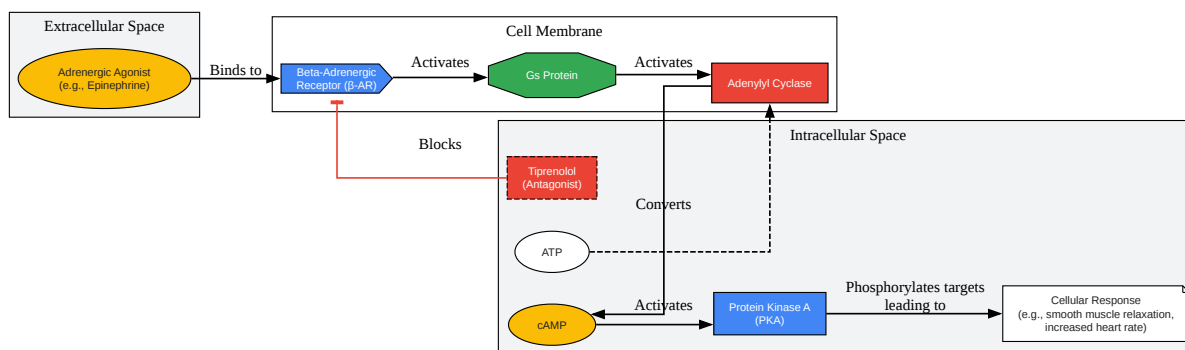 Extracellular Space
Adrenergic Agonist
(e.g., Epinephrine)
Binds to
Cell Membrane
Beta-Adrenergic
Receptor (β-AR)
Activates
Gs Protein
Activates
Adenylyl Cyclase
Intracellular Space
Blocks
Tiprenolol
(Antagonist)
Converts
ATP
cAMP
Activates
Protein Kinase A
(PKA)
Phosphorylates targets
leading to
Cellular Response
(e.g., smooth muscle relaxation,
increased heart rate)